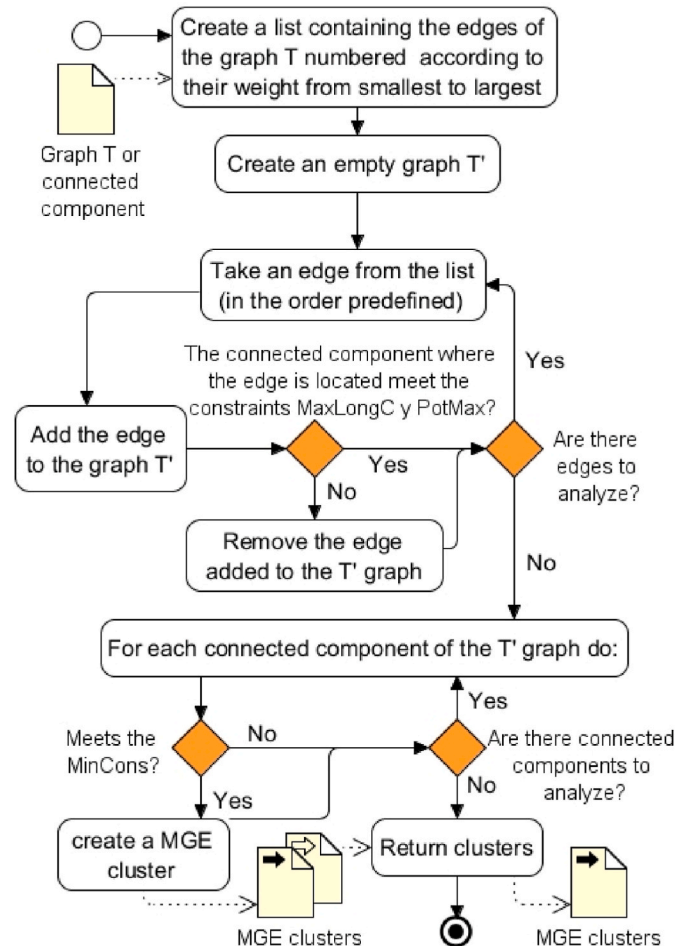 Create a list containing the edges of
the graph T numbered according to
their weight from smallest to largest
Graph T or
connected
component
Create an empty graph T'
Take an edge from the list
(in the order predefined)
The connected component where
the edge is located meet the
constraints MaxLongC y PotMax?
Yes
Add the edge
to the graph T'
Yes
Are there
edges to
analyze?
No
Remove the edge
added to the T' graph
No
For each connected component of the T' graph do:
Yes
Meets the
MinCons?
No
Are there connected
components to
analyze?
Yes
No
create a MGE
cluster
Return clusters
MGE clusters
MGE clusters